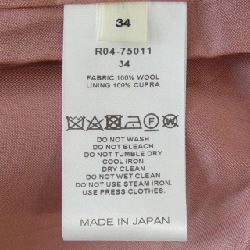 34
R04-75011
34
FABRIC 100% WOOL
LINING 100% CUPRA
DO NOT WASH
DO NOT BLEACH
DO NOT TUMBLE DRY
COOL IRON
DRY CLEAN
DO NOT WET CLEAN
DO NOT USE STEAM IRON.
USE PRESS CLOTHES.
MADE IN JAPAN